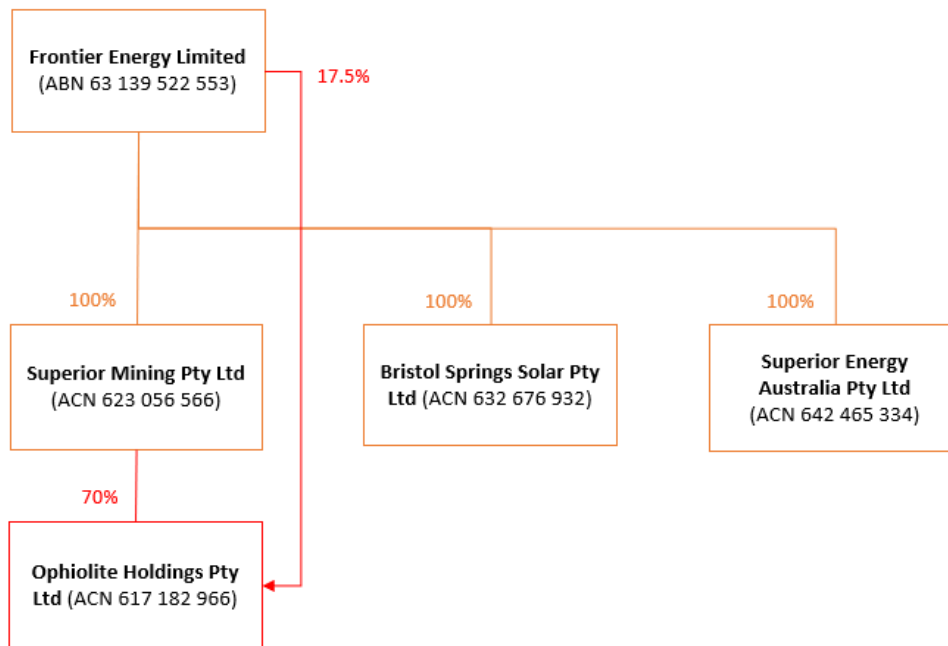 Frontier Energy Limited
(ABN 63 139 522 553)
17.5%
100%
100%
100%
Superior Mining Pty Ltd
(ACN 623 056 566)
Bristol Springs Solar Pty
Ltd (ACN 632 676 932)
Superior Energy
Australia Pty Ltd
(ACN 642 465 334)
70%
Ophiolite Holdings Pty
Ltd (ACN 617 182 966)